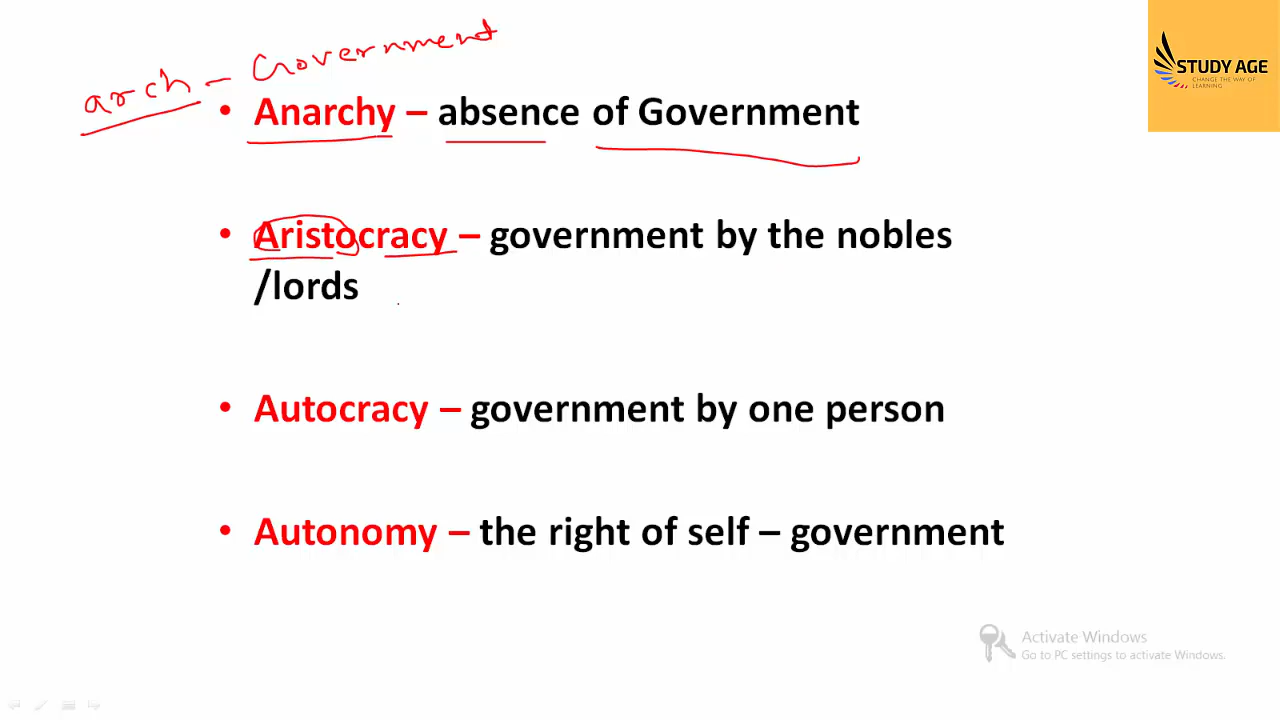 arch – Government
STUDY AGE
CHANGE THE WAY OF
LEARNING
• Anarchy – absence of Government
• Aristocracy – government by the nobles
/lords
• Autocracy – government by one person
• Autonomy – the right of self – government
Activate Windows
Go to PC settings to activate Windows.